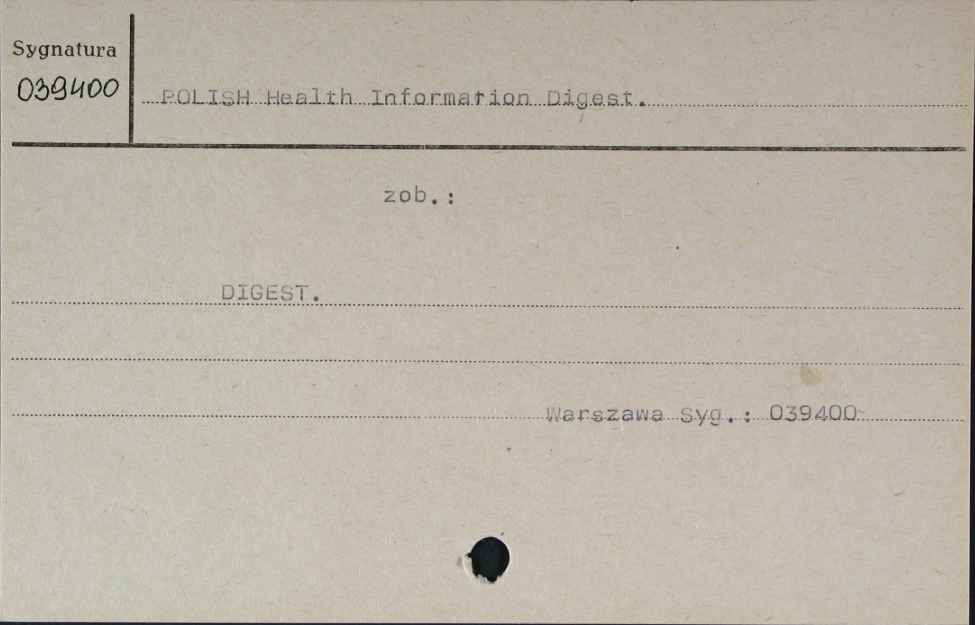 Sygnatura
039400
POLISH Health Information Digest.
zob.:
DIGEST.
Warszawa Syg.: 039400